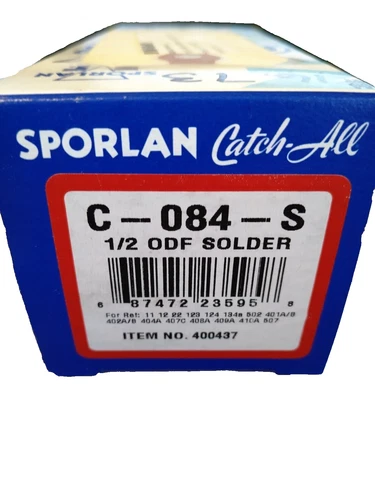 SPORLAN
SPORLAN Catch-All
C-084-S
1/2 ODF SOLDER
6 87472 23595 8
For Ref: 11 12 22 123 124 134a 502 401A/B
402A/B 404A 407C 408A 409A 410A 507
ITEM NO. 400437